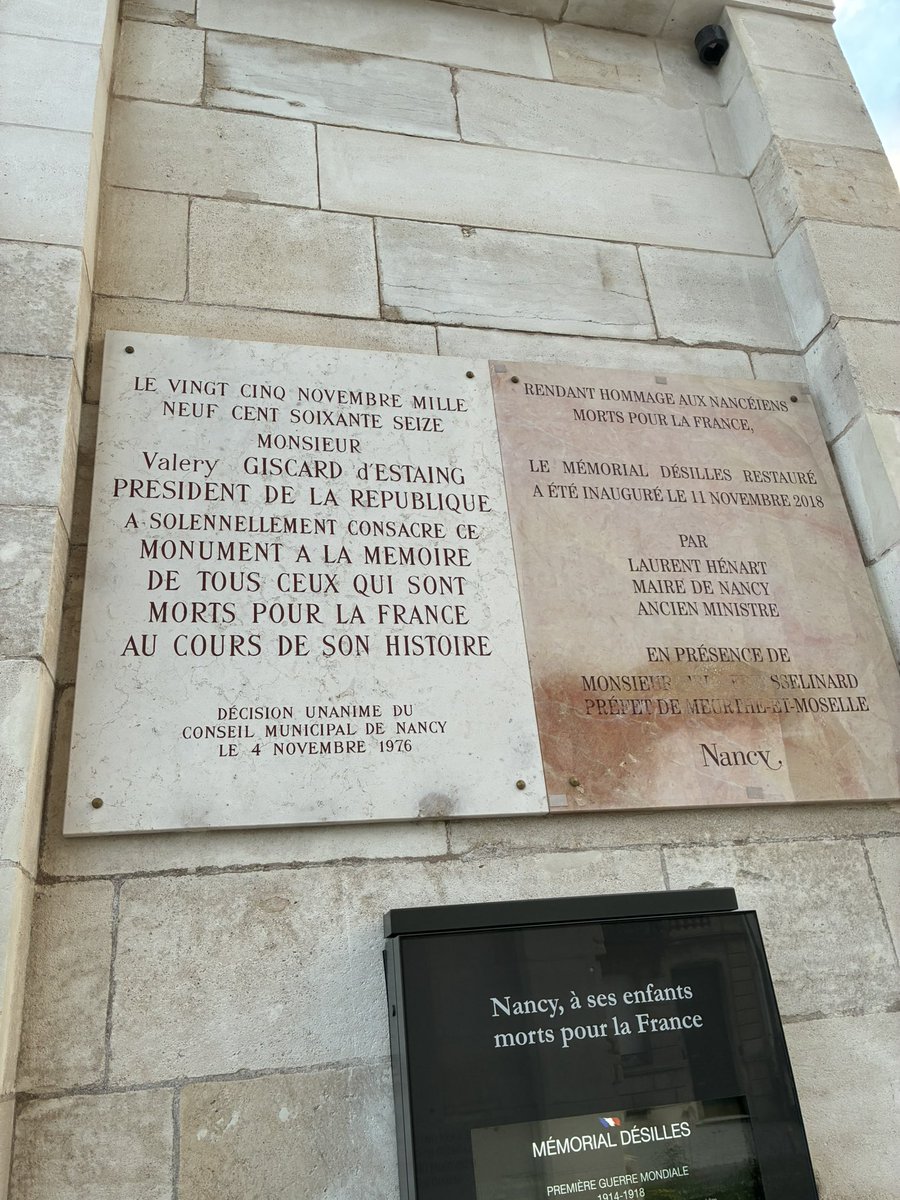 LE VINGT CINQ NOVEMBRE MILLE
NEUF CENT SOIXANTE SEIZE
MONSIEUR
Valery GISCARD d'ESTAING
PRESIDENT DE LA REPUBLIQUE
A SOLENNELLEMENT CONSACRE CE
MONUMENT A LA MEMOIRE
DE TOUS CEUX QUI SONT
MORTS POUR LA FRANCE
AU COURS DE SON HISTOIRE
DÉCISION UNANIME DU
CONSEIL MUNICIPAL DE NANCY
LE 4 NOVEMBRE 1976
RENDANT HOMMAGE AUX NANCÉIENS
MORTS POUR LA FRANCE,
LE MÉMORIAL DÉSILLES RESTAURÉ
A ÉTÉ INAUGURÉ LE 11 NOVEMBRE 2018
PAR
LAURENT HÉNART
MAIRE DE NANCY
ANCIEN MINISTRE
EN PRÉSENCE DE
MONSIEUR SSELINARD
PRÉFET DE MEURTHE-ET-MOSELLE
Nancy,
Nancy, à ses enfants
morts pour la France
MÉMORIAL DÉSILLES
PREMIÈRE GUERRE MONDIALE
1914-1918